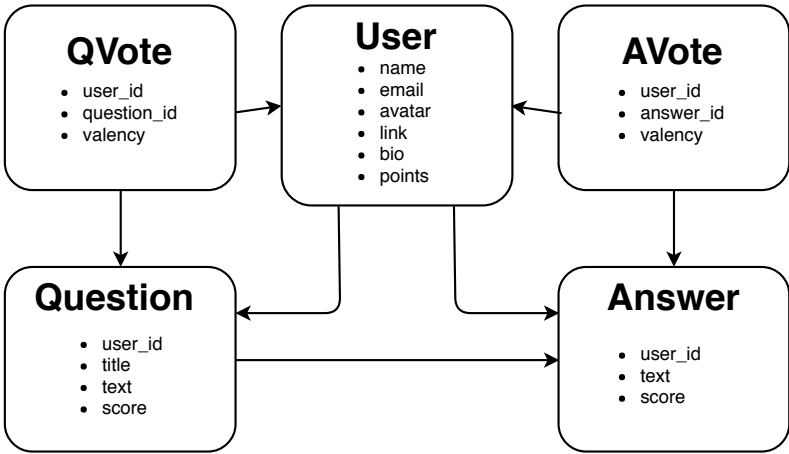 QVote
• user_id
• question_id
• valency
User
• name
• email
• avatar
• link
• bio
• points
AVote
• user_id
• answer_id
• valency
Question
• user_id
• title
• text
• score
Answer
• user_id
• text
• score